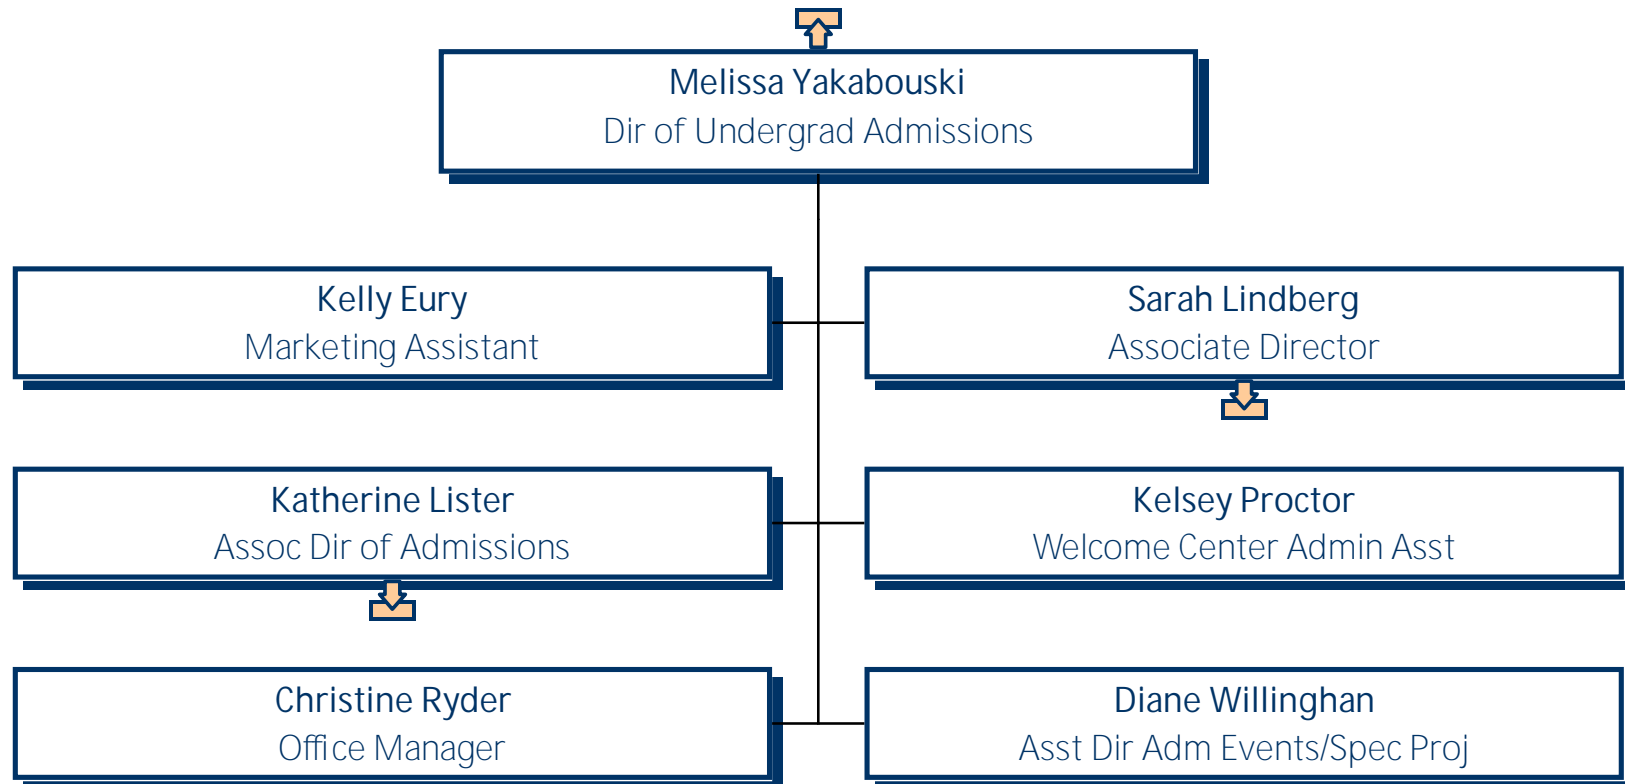 Melissa Yakabouski
Dir of Undergrad Admissions
Kelly Eury
Marketing Assistant
Sarah Lindberg
Associate Director
Katherine Lister
Assoc Dir of Admissions
Kelsey Proctor
Welcome Center Admin Asst
Christine Ryder
Office Manager
Diane Willinghan
Asst Dir Adm Events/Spec Proj